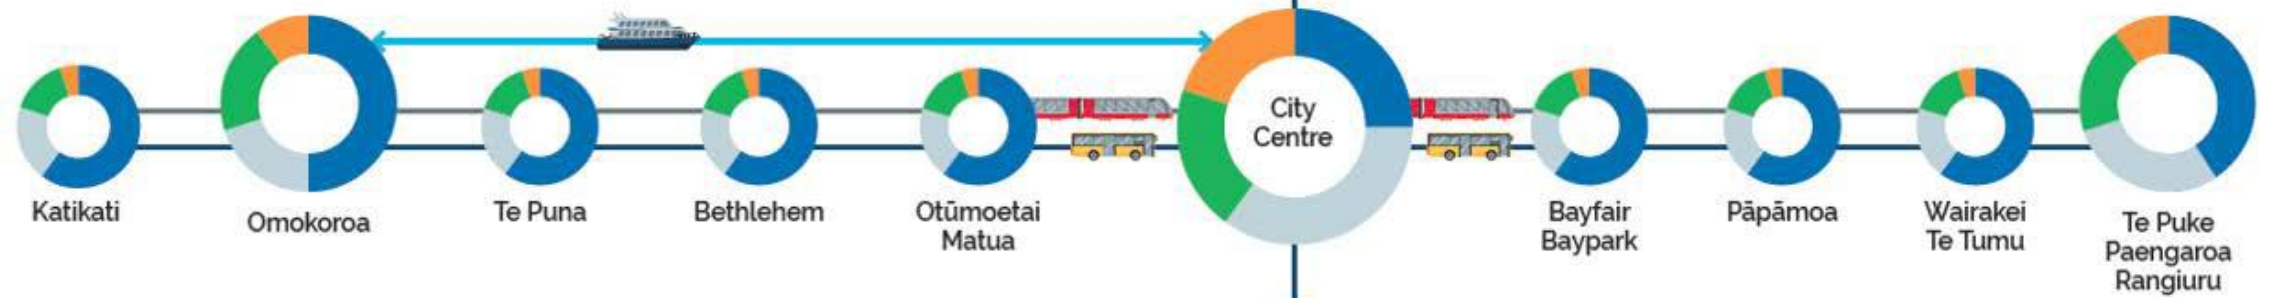 Katikati
Omokoroa
Te Puna
Bethlehem
Otūmoetai
Matua
City
Centre
Bayfair
Baypark
Pāpāmoa
Wairakei
Te Tumu
Te Puke
Paengaroa
Rangiuru